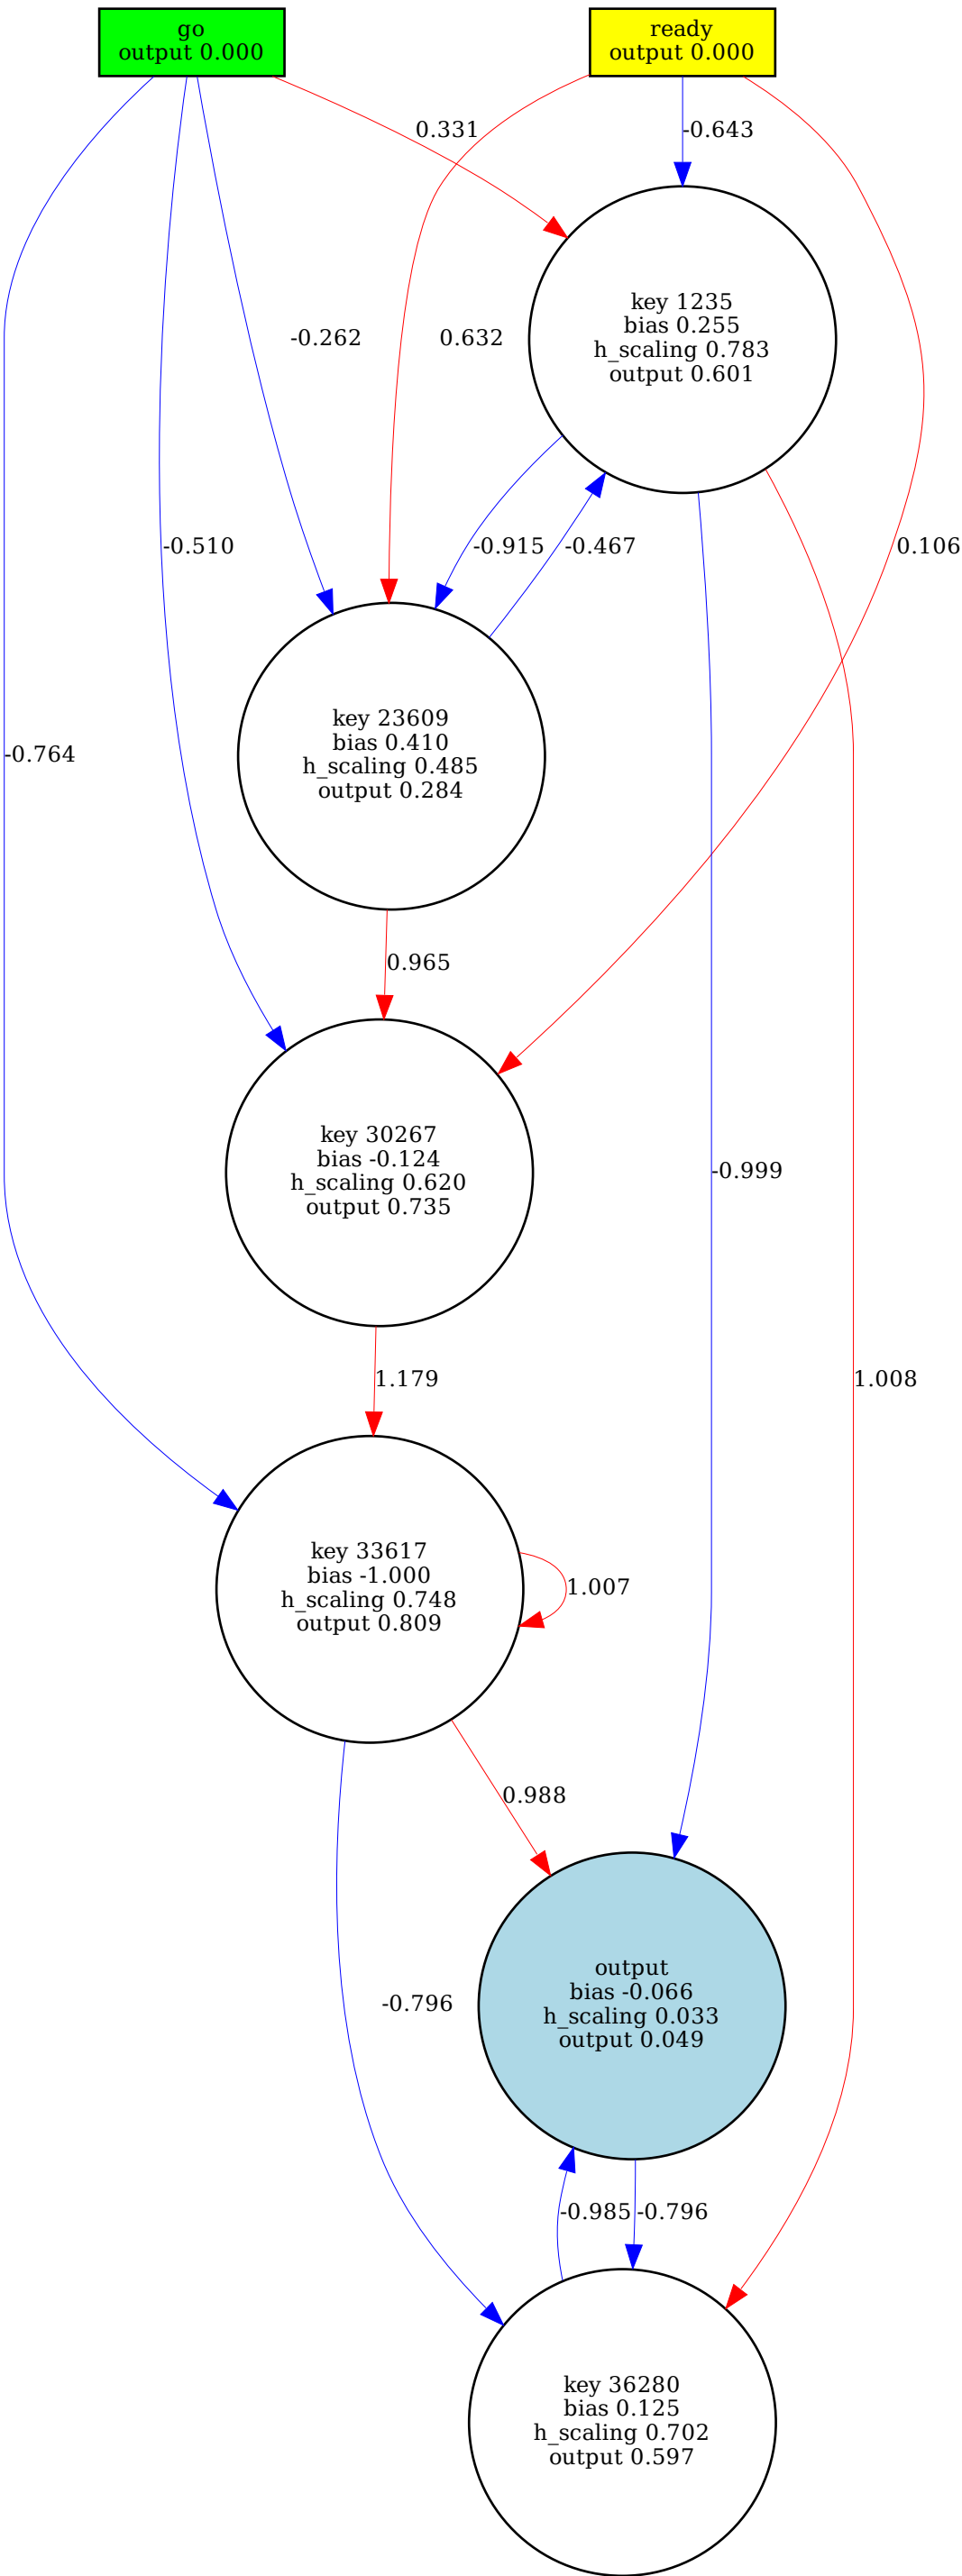 go
output 0.000
ready
output 0.000
0.331
-0.643
key 1235
bias 0.255
h_scaling 0.783
output 0.601
-0.262
0.632
-0.510
-0.915
-0.467
0.106
key 23609
bias 0.410
h_scaling 0.485
output 0.284
-0.764
0.965
key 30267
bias -0.124
h_scaling 0.620
output 0.735
-0.999
1.179
1.008
key 33617
bias -1.000
h_scaling 0.748
output 0.809
1.007
0.988
output
bias -0.066
h_scaling 0.033
output 0.049
-0.796
-0.985
-0.796
key 36280
bias 0.125
h_scaling 0.702
output 0.597